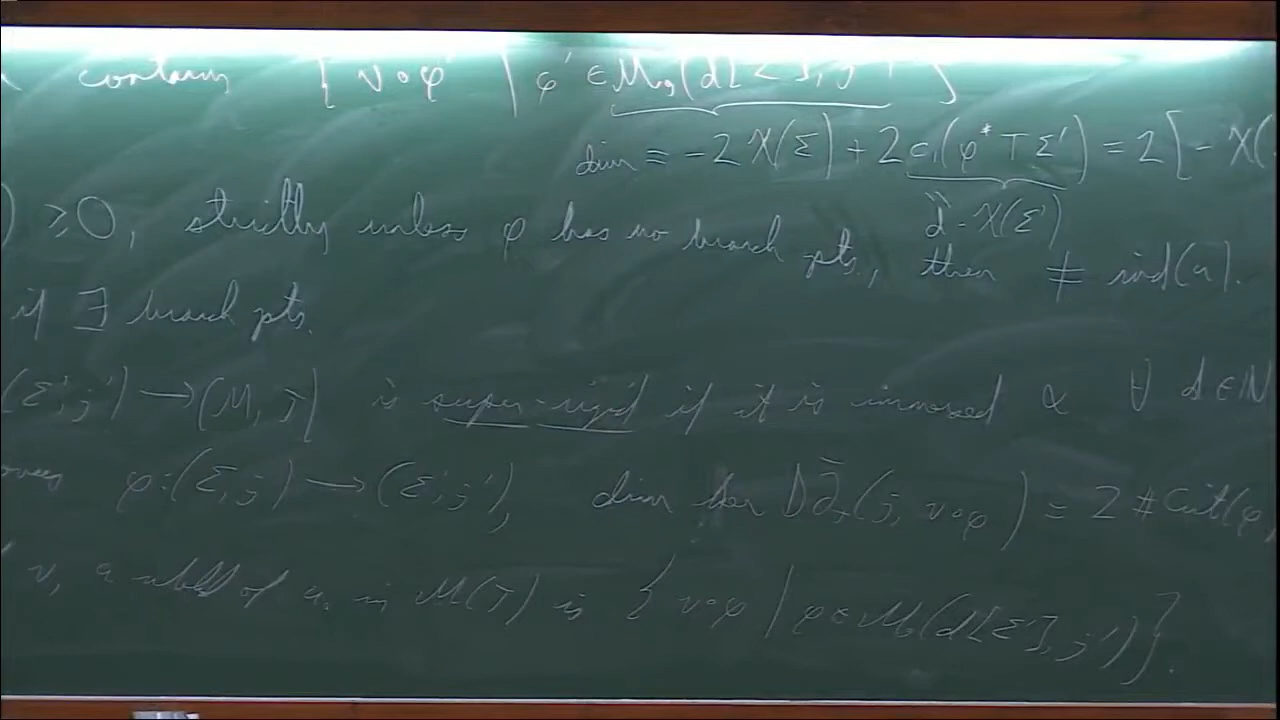 contains { v∘φ' | φ' ∈ M_g(d[Σ'], j') }
dim = -2χ(Σ) + 2c₁(φ*TΣ') = 2[-χ(
d·χ(Σ')
) ≥0, strictly unless φ has no branch pts., then ≠ ind(u).
if ∃ branch pts.
(Σ',j') → (M, J) is super-rigid if it is immersed & ∀ d∈ℕ
φ:(Σ,j) → (Σ',j'), dim ker D∂̄_J(j, v∘φ) = 2 #Crit(φ
v, a nbhd of u₀ in M(J) is { v∘φ | φ∈M_g(d[Σ'], j') }.